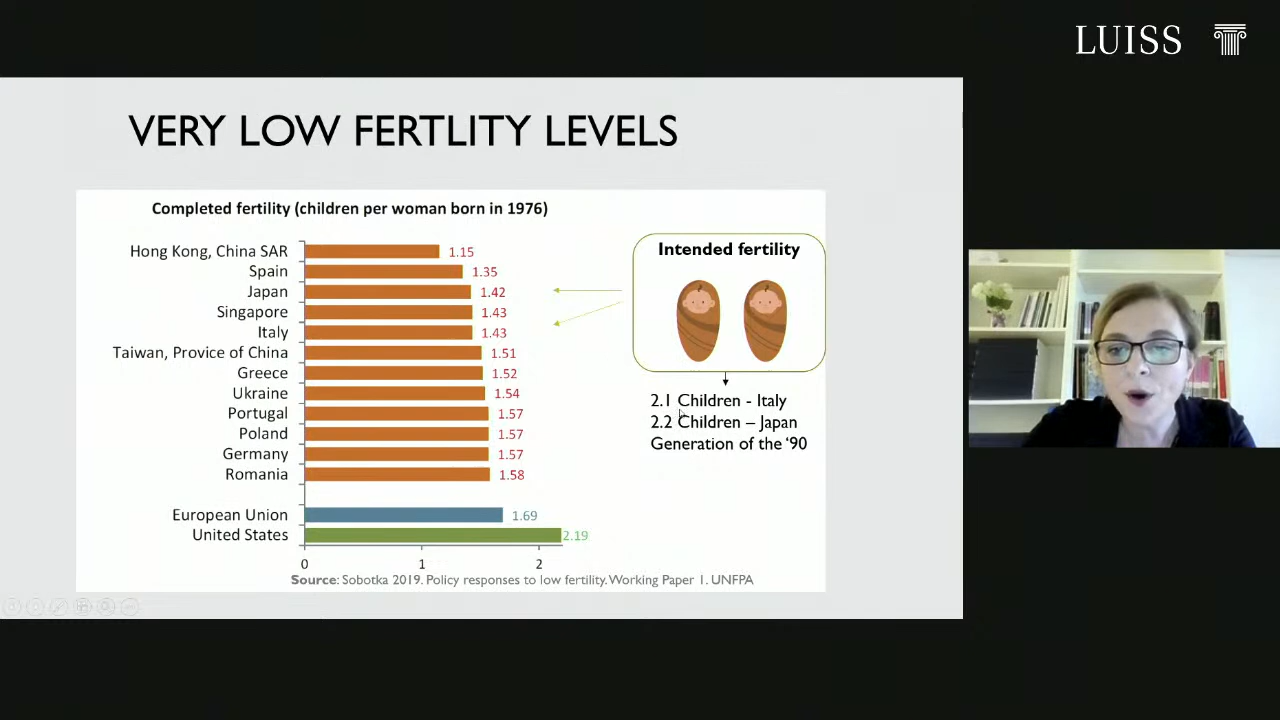 LUISS
VERY LOW FERTLITY LEVELS
Completed fertility (children per woman born in 1976)
Hong Kong, China SAR 1.15
Spain 1.35
Japan 1.42
Singapore 1.43
Italy 1.43
Taiwan, Provice of China 1.51
Greece 1.52
Ukraine 1.54
Portugal 1.57
Poland 1.57
Germany 1.57
Romania 1.58
European Union 1.69
United States 2.19
0 1 2
Intended fertility
2.1 Children - Italy
2.2 Children – Japan
Generation of the ‘90
Source: Sobotka 2019. Policy responses to low fertility. Working Paper 1. UNFPA